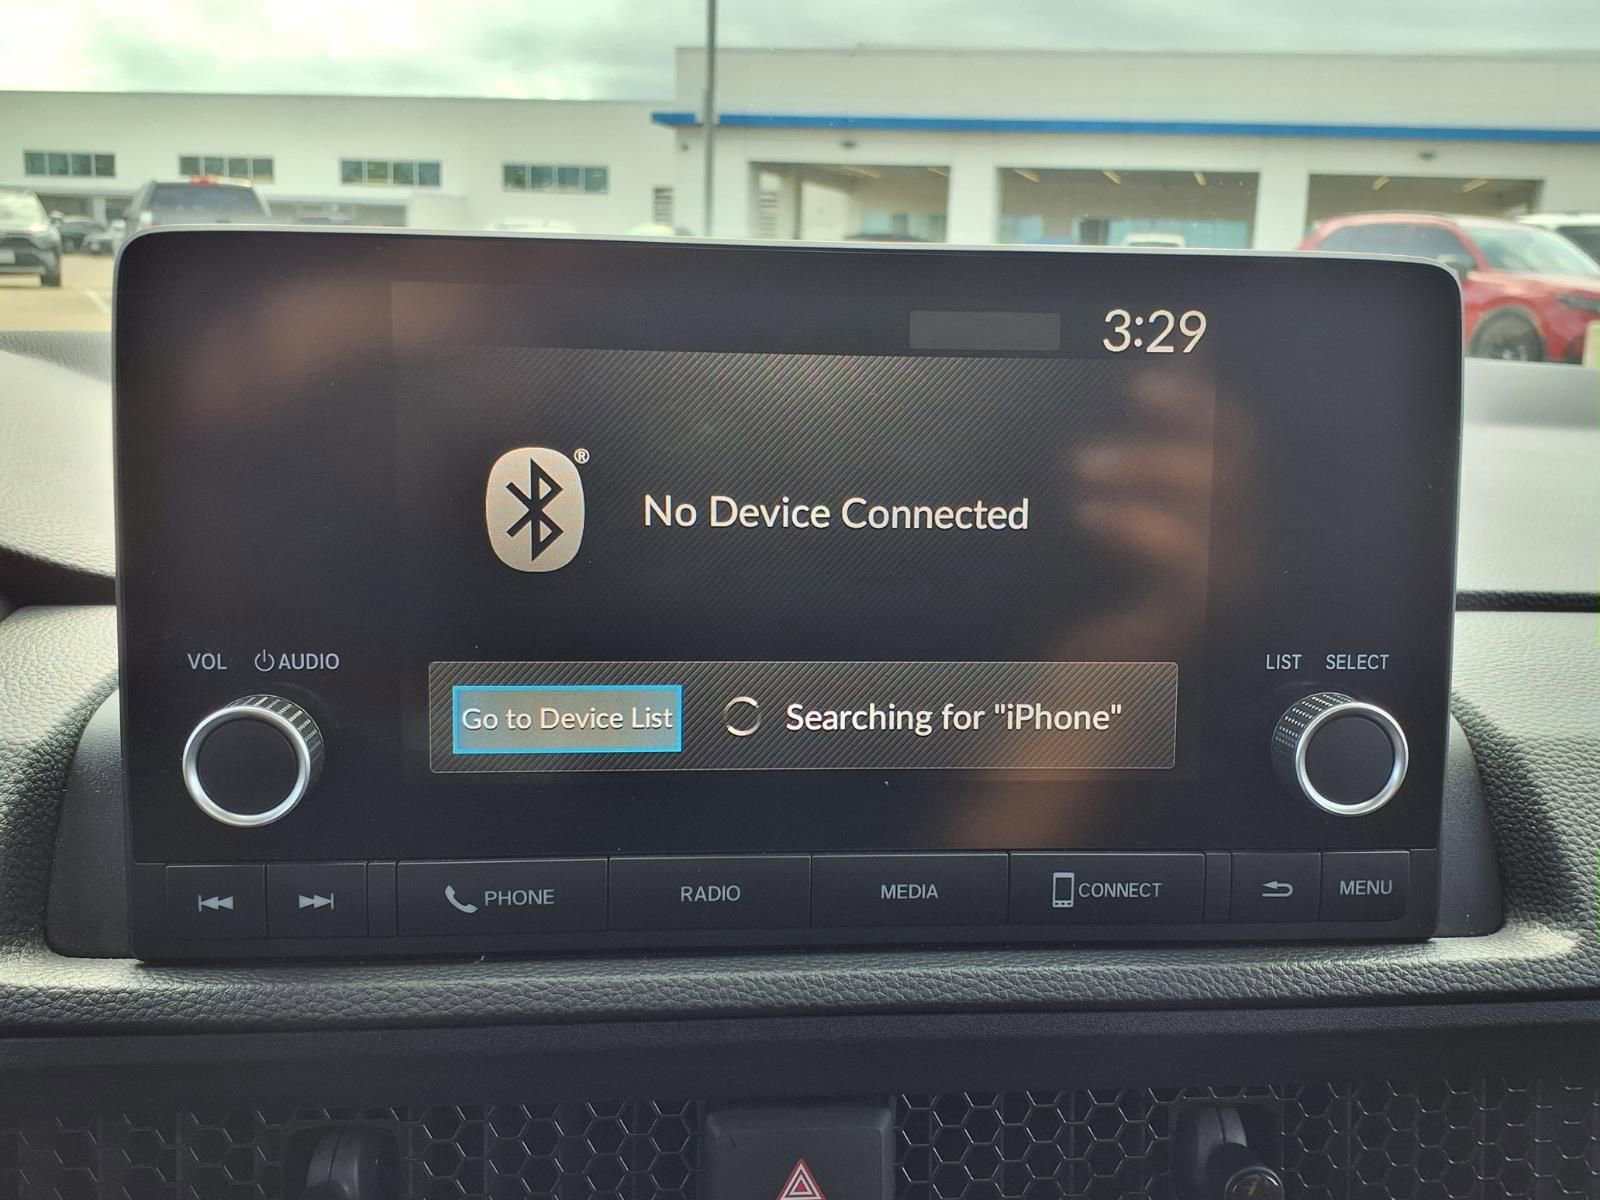 3:29
®
No Device Connected
VOL AUDIO
LIST SELECT
Go to Device List
Searching for "iPhone"
PHONE
RADIO
MEDIA
CONNECT
MENU